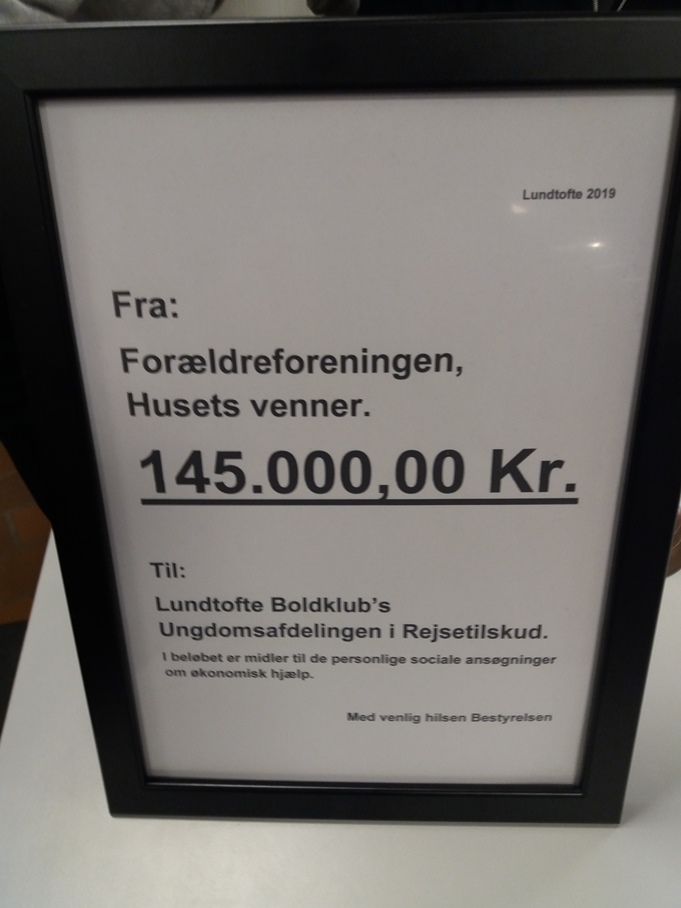 Lundtofte 2019
Fra:
Forældreforeningen,
Husets venner.
145.000,00 Kr.
Til:
Lundtofte Boldklub's
Ungdomsafdelingen i Rejsetilskud.
I beløbet er midler til de personlige sociale ansøgninger
om økonomisk hjælp.
Med venlig hilsen Bestyrelsen